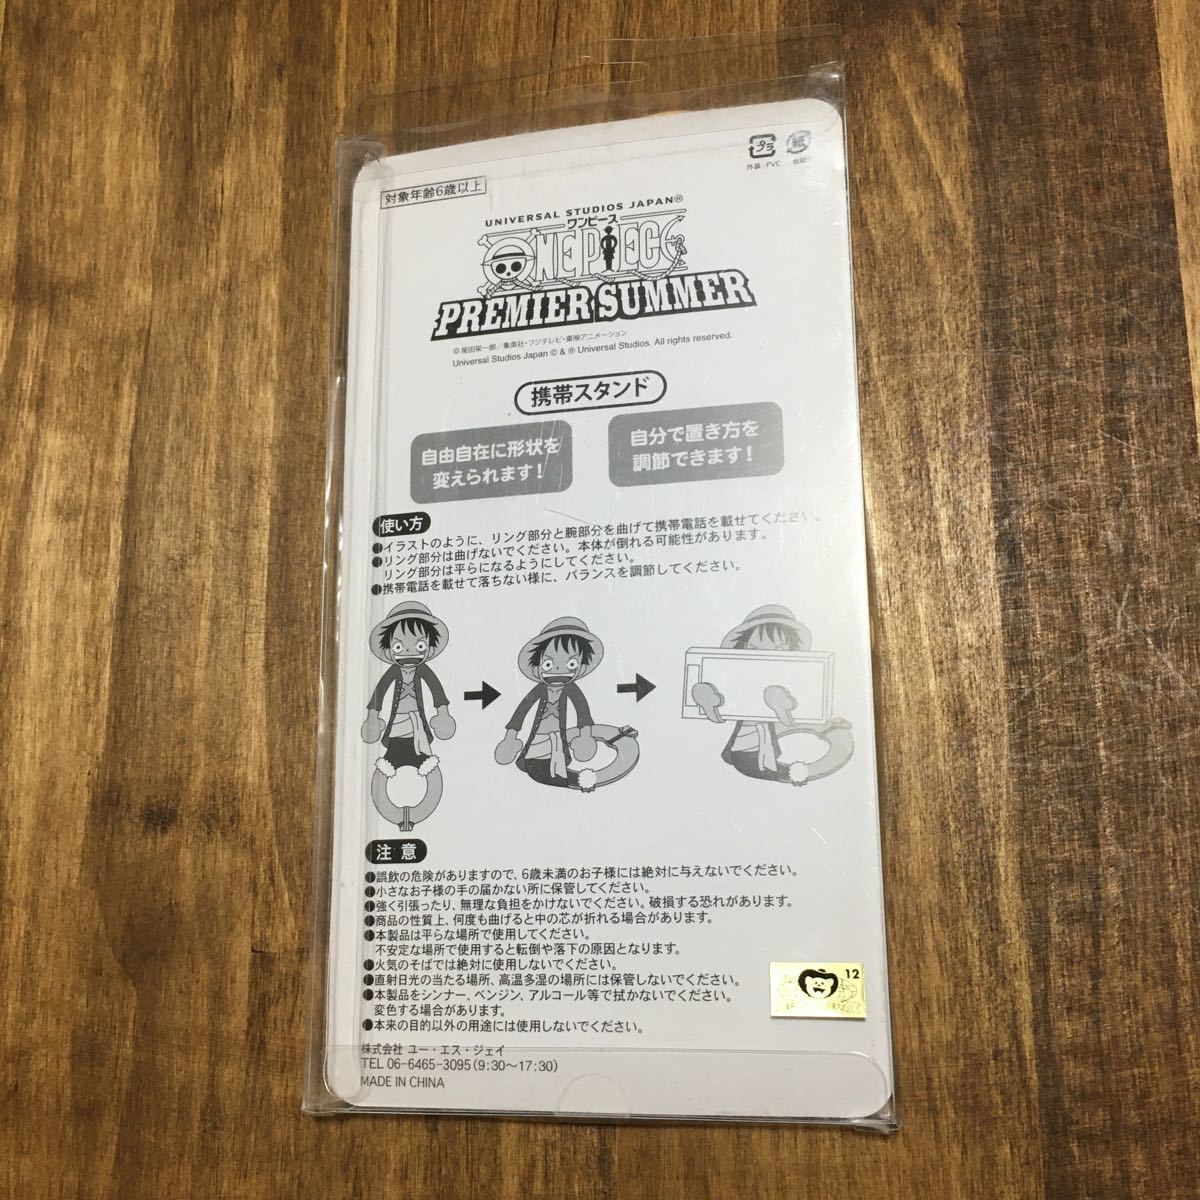 プラ
外装:PVC
紙
台紙
対象年齢6歳以上
UNIVERSAL STUDIOS JAPAN®
ワンピース
ONE PIECE
PREMIER SUMMER
© 尾田栄一郎/集英社・フジテレビ・東映アニメーション
Universal Studios Japan © & ® Universal Studios. All rights reserved.
携帯スタンド
自由自在に形状を
変えられます!
自分で置き方を
調節できます!
使い方
●イラストのように、リング部分と腕部分を曲げて携帯電話を載せてください。
●リング部分は曲げないでください。本体が倒れる可能性があります。
リング部分は平らになるようにしてください。
●携帯電話を載せて落ちない様に、バランスを調節してください。
注意
●誤飲の危険がありますので、6歳未満のお子様には絶対に与えないでください。
●小さなお子様の手の届かない所に保管してください。
●強く引張ったり、無理な負担をかけないでください。破損する恐れがあります。
●商品の性質上、何度も曲げると中の芯が折れる場合があります。
●本製品は平らな場所で使用してください。
不安定な場所で使用すると転倒や落下の原因となります。
●火気のそばでは絶対に使用しないでください。
●直射日光の当たる場所、高温多湿の場所には保管しないでください。
●本製品をシンナー、ベンジン、アルコール等で拭かないでください。
変色する場合があります。
●本来の目的以外の用途には使用しないでください。
12
株式会社 ユー・エス・ジェイ
TEL 06-6465-3095(9:30〜17:30)
MADE IN CHINA